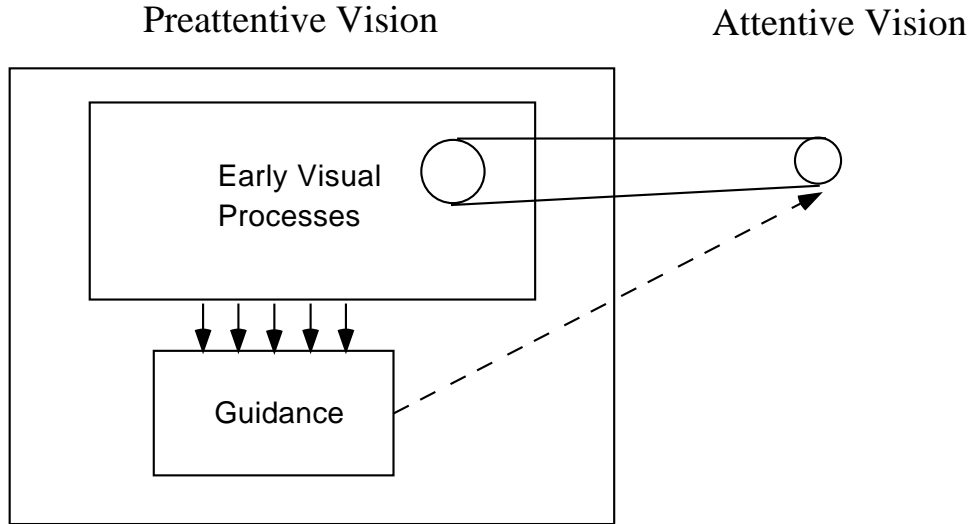 Preattentive Vision
Attentive Vision
Early Visual
Processes
Guidance